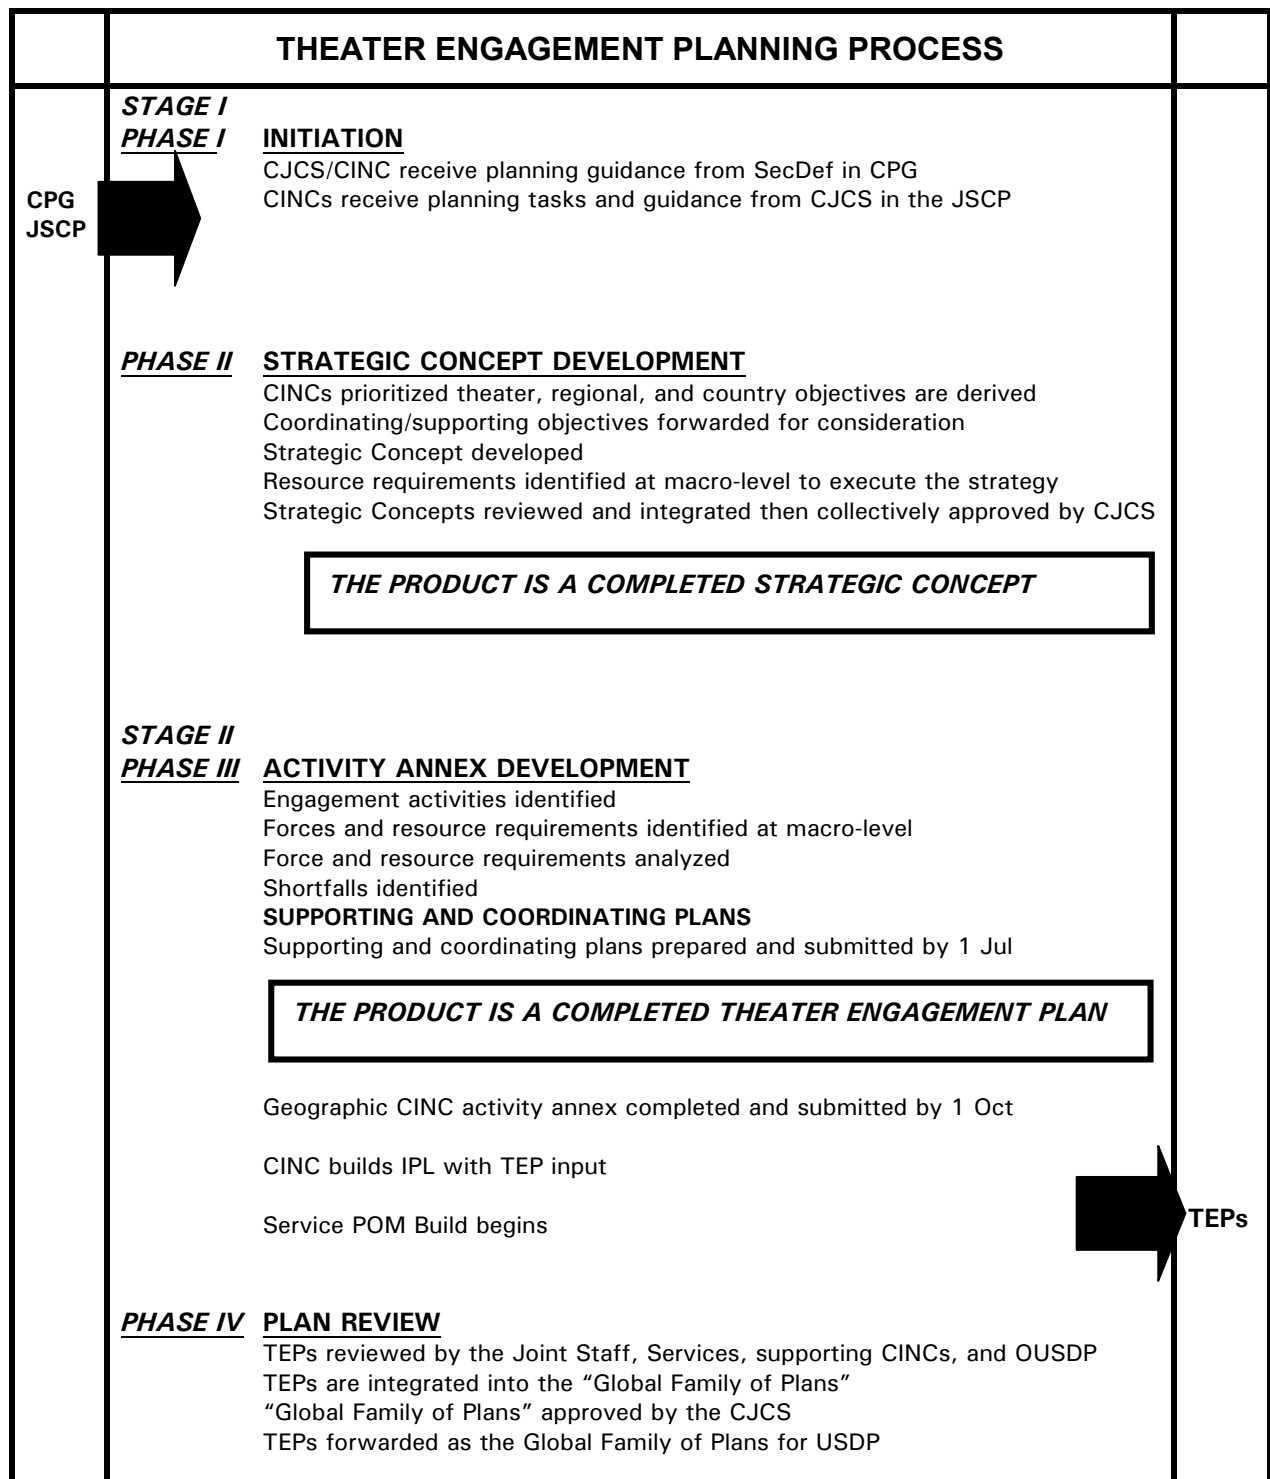 THEATER ENGAGEMENT PLANNING PROCESS
STAGE I
PHASE I INITIATION
CJCS/CINC receive planning guidance from SecDef in CPG
CINCs receive planning tasks and guidance from CJCS in the JSCP
CPG
JSCP
PHASE II STRATEGIC CONCEPT DEVELOPMENT
CINCs prioritized theater, regional, and country objectives are derived
Coordinating/supporting objectives forwarded for consideration
Strategic Concept developed
Resource requirements identified at macro-level to execute the strategy
Strategic Concepts reviewed and integrated then collectively approved by CJCS
THE PRODUCT IS A COMPLETED STRATEGIC CONCEPT
STAGE II
PHASE III ACTIVITY ANNEX DEVELOPMENT
Engagement activities identified
Forces and resource requirements identified at macro-level
Force and resource requirements analyzed
Shortfalls identified
SUPPORTING AND COORDINATING PLANS
Supporting and coordinating plans prepared and submitted by 1 Jul
THE PRODUCT IS A COMPLETED THEATER ENGAGEMENT PLAN
Geographic CINC activity annex completed and submitted by 1 Oct
CINC builds IPL with TEP input
Service POM Build begins
TEPs
PHASE IV PLAN REVIEW
TEPs reviewed by the Joint Staff, Services, supporting CINCs, and OUSDP
TEPs are integrated into the “Global Family of Plans”
“Global Family of Plans” approved by the CJCS
TEPs forwarded as the Global Family of Plans for USDP